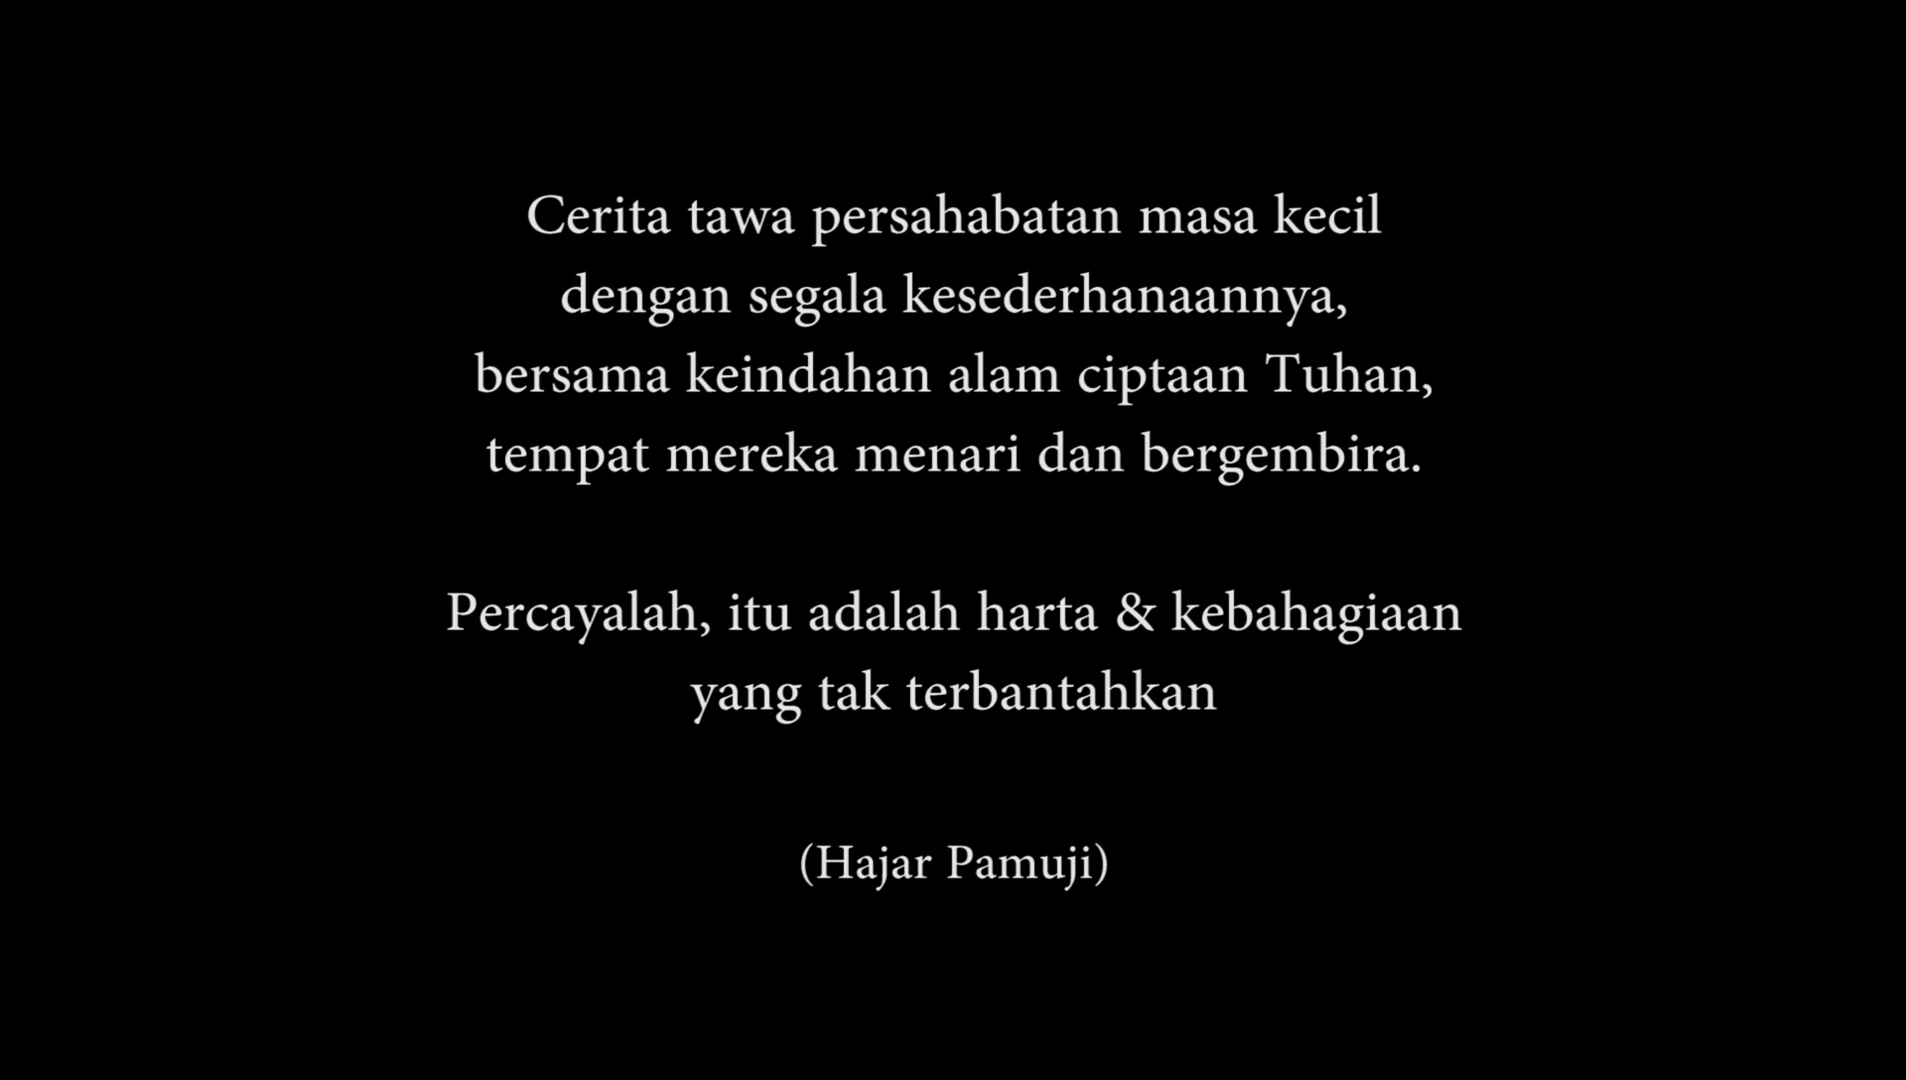 Cerita tawa persahabatan masa kecil
dengan segala kesederhanaannya,
bersama keindahan alam ciptaan Tuhan,
tempat mereka menari dan bergembira.
Percayalah, itu adalah harta & kebahagiaan
yang tak terbantahkan
(Hajar Pamuji)